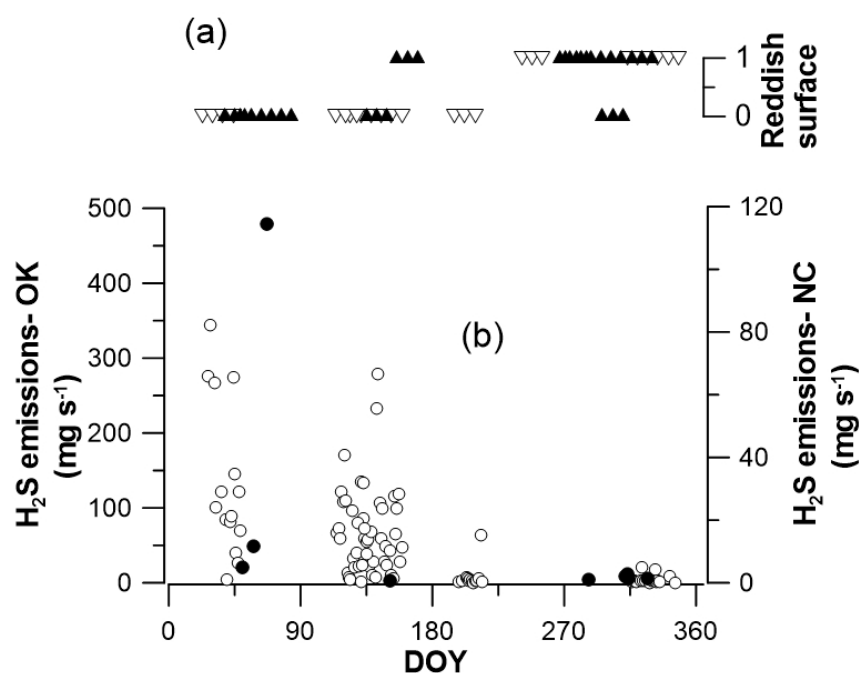 (a)
1
0
Reddish
surface
500
400
300
200
100
0
H₂S emissions- OK
(mg s⁻¹)
(b)
120
80
40
0
H₂S emissions- NC
(mg s⁻¹)
0 90 180 270 360
DOY